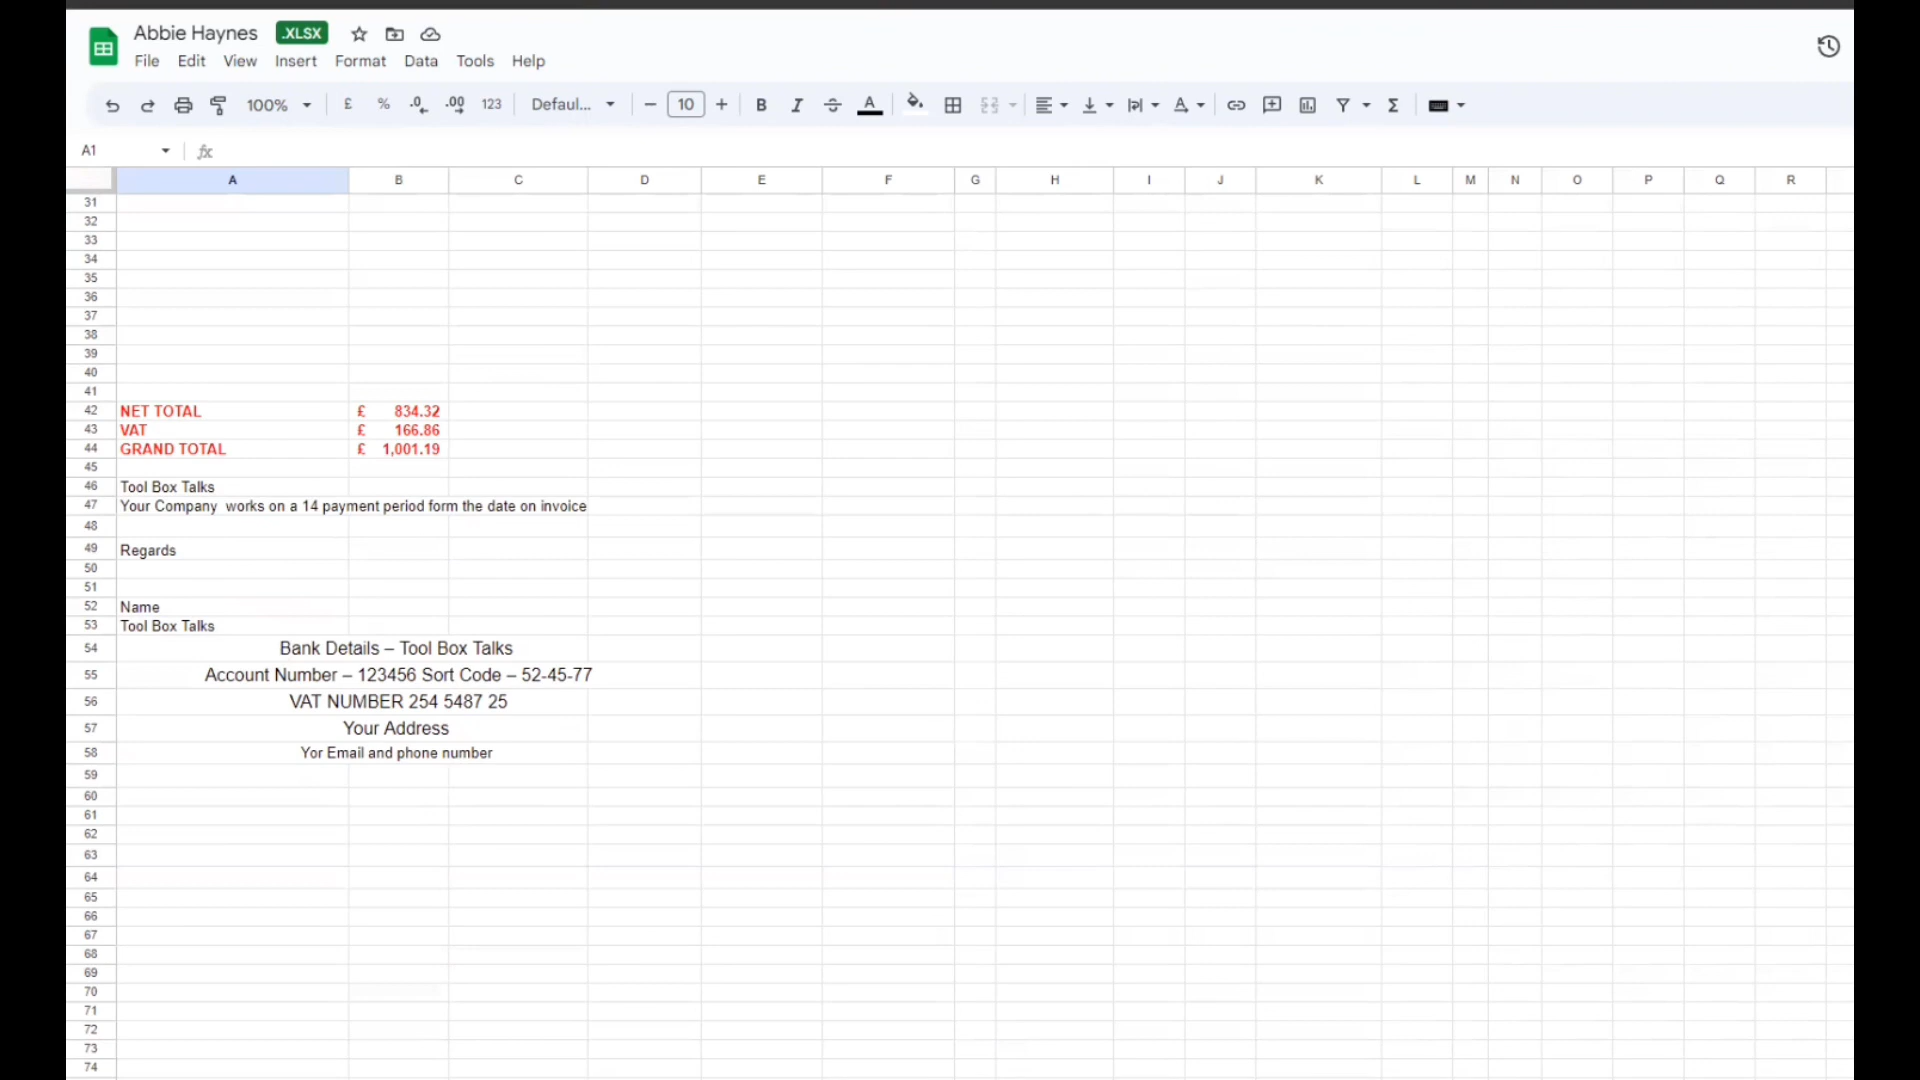 Abbie Haynes .XLSX
File Edit View Insert Format Data Tools Help
100% £ % .0 .00 123 Defaul... 10 B I A
A1 fx
A B C D E F G H I J K L M N O P Q R
31
32
33
34
35
36
37
38
39
40
41
42 NET TOTAL £ 834.32
43 VAT £ 166.86
44 GRAND TOTAL £ 1,001.19
45
46 Tool Box Talks
47 Your Company works on a 14 payment period form the date on invoice
48
49 Regards
50
51
52 Name
53 Tool Box Talks
54 Bank Details – Tool Box Talks
55 Account Number – 123456 Sort Code – 52-45-77
56 VAT NUMBER 254 5487 25
57 Your Address
58 Yor Email and phone number
59
60
61
62
63
64
65
66
67
68
69
70
71
72
73
74